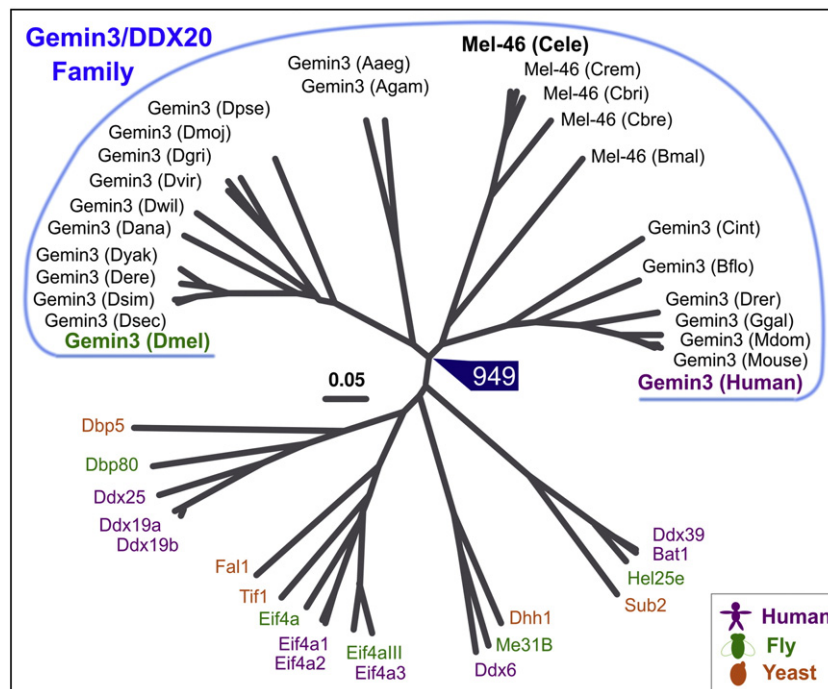 Gemin3/DDX20
Family
Gemin3 (Aaeg)
Gemin3 (Agam)
Mel-46 (Cele)
Mel-46 (Crem)
Mel-46 (Cbri)
Mel-46 (Cbre)
Mel-46 (Bmal)
Gemin3 (Dpse)
Gemin3 (Dmoj)
Gemin3 (Dgri)
Gemin3 (Dvir)
Gemin3 (Dwil)
Gemin3 (Dana)
Gemin3 (Dyak)
Gemin3 (Dere)
Gemin3 (Dsim)
Gemin3 (Dsec)
Gemin3 (Dmel)
Gemin3 (Cint)
Gemin3 (Bflo)
Gemin3 (Drer)
Gemin3 (Ggal)
Gemin3 (Mdom)
Gemin3 (Mouse)
Gemin3 (Human)
949
0.05
Dbp5
Dbp80
Ddx25
Ddx19a
Ddx19b
Fal1
Tif1
Eif4a
Eif4a1
Eif4a2
Eif4aIII
Eif4a3
Dhh1
Me31B
Ddx6
Ddx39
Bat1
Hel25e
Sub2
Human
Fly
Yeast